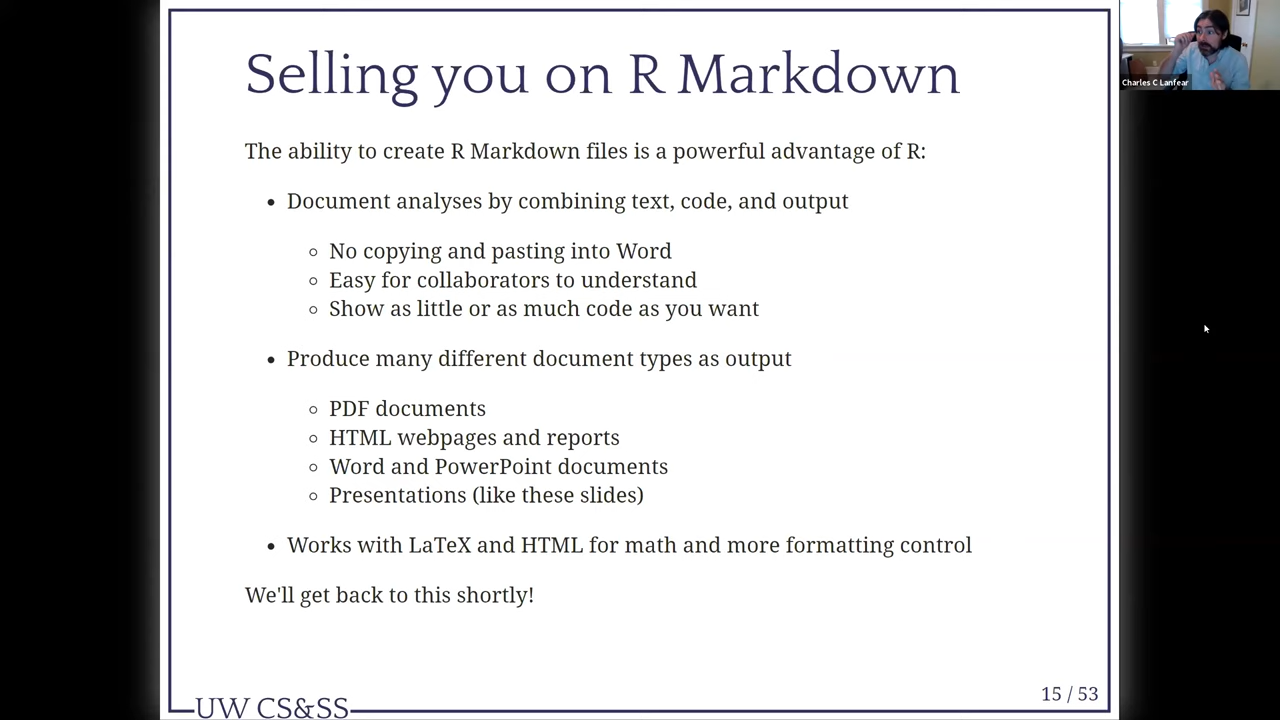 Selling you on R Markdown
Charles C Lanfear
The ability to create R Markdown files is a powerful advantage of R:
• Document analyses by combining text, code, and output
◦ No copying and pasting into Word
◦ Easy for collaborators to understand
◦ Show as little or as much code as you want
• Produce many different document types as output
◦ PDF documents
◦ HTML webpages and reports
◦ Word and PowerPoint documents
◦ Presentations (like these slides)
• Works with LaTeX and HTML for math and more formatting control
We'll get back to this shortly!
UW CS&SS
15 / 53